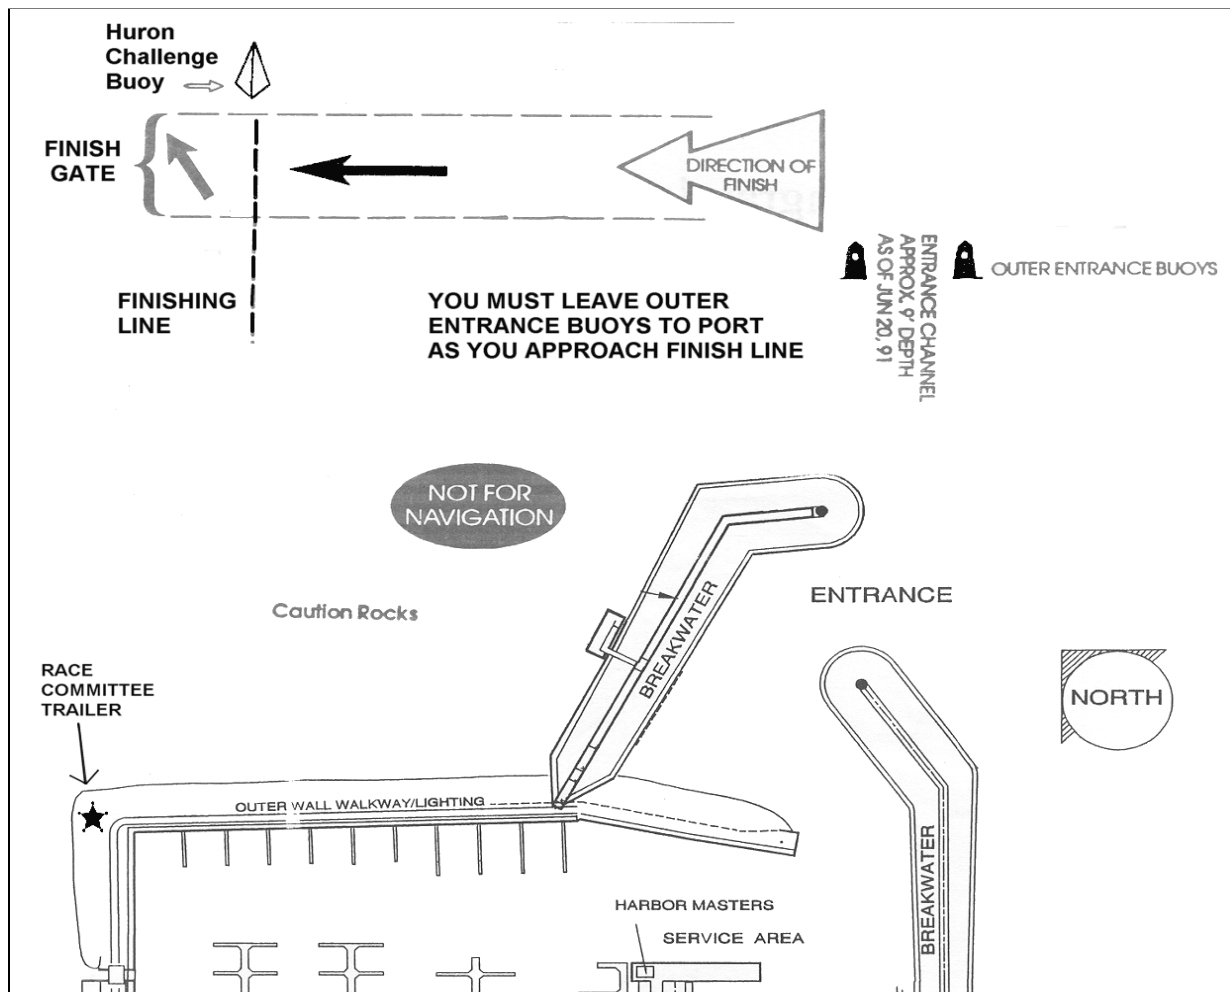 Huron
Challenge
Buoy
FINISH
GATE
DIRECTION OF
FINISH
ENTRANCE CHANNEL
APPROX. 9' DEPTH
AS OF JUN 20, 91
OUTER ENTRANCE BUOYS
FINISHING
LINE
YOU MUST LEAVE OUTER
ENTRANCE BUOYS TO PORT
AS YOU APPROACH FINISH LINE
NOT FOR
NAVIGATION
ENTRANCE
Caution Rocks
BREAKWATER
RACE
COMMITTEE
TRAILER
NORTH
OUTER WALL WALKWAY/LIGHTING
BREAKWATER
HARBOR MASTERS
SERVICE AREA